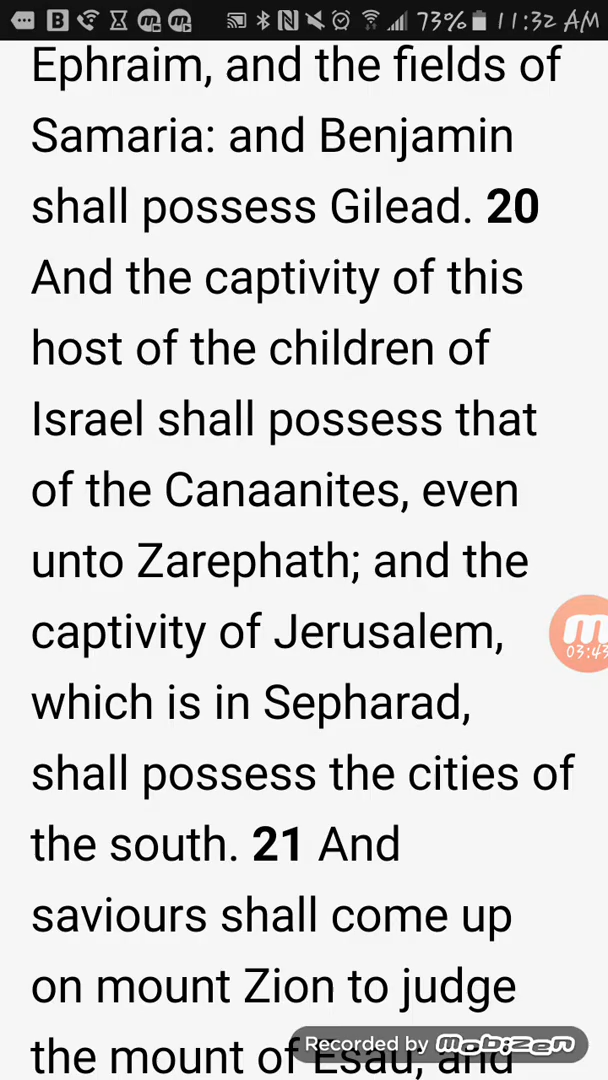 73% 11:32 AM
Ephraim, and the fields of
Samaria: and Benjamin
shall possess Gilead. 20
And the captivity of this
host of the children of
Israel shall possess that
of the Canaanites, even
unto Zarephath; and the
captivity of Jerusalem,
03:43
which is in Sepharad,
shall possess the cities of
the south. 21 And
saviours shall come up
on mount Zion to judge
Recorded by mobizen
the mount of Esau, and